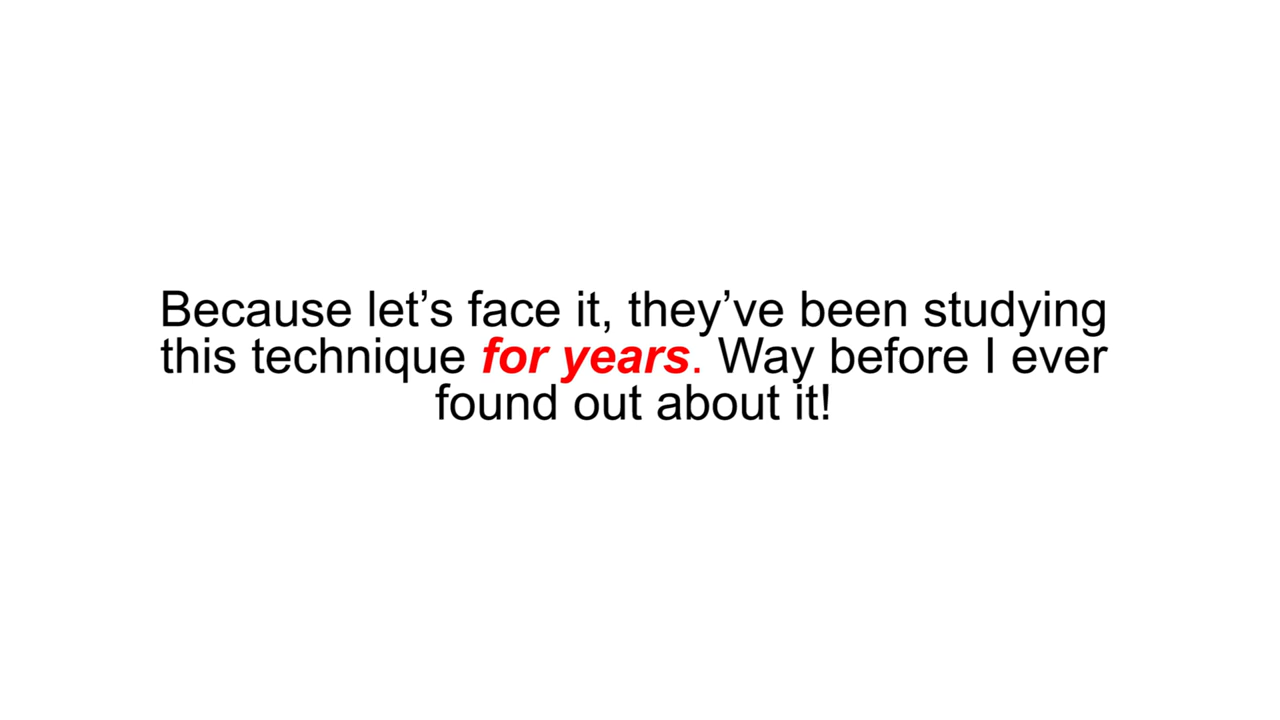 Because let’s face it, they’ve been studying
this technique for years. Way before I ever
found out about it!